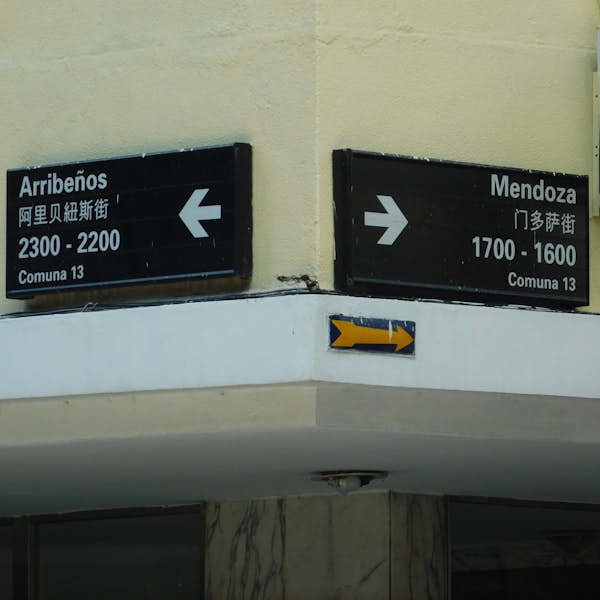 Arribeños
阿里贝紐斯街
2300 - 2200
Comuna 13
Mendoza
门多萨街
1700 - 1600
Comuna 13